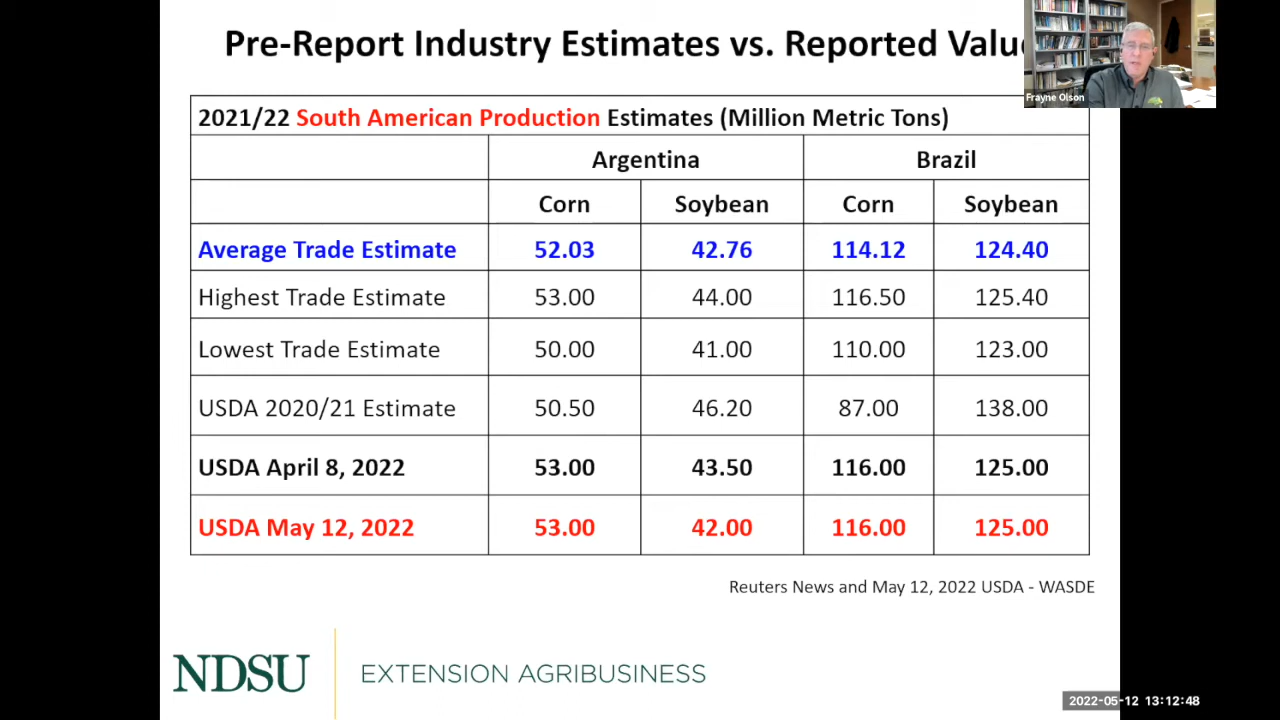 Pre-Report Industry Estimates vs. Reported Valu
Frayne Olson
2021/22 South American Production Estimates (Million Metric Tons)
Argentina Brazil
Corn Soybean Corn Soybean
Average Trade Estimate 52.03 42.76 114.12 124.40
Highest Trade Estimate 53.00 44.00 116.50 125.40
Lowest Trade Estimate 50.00 41.00 110.00 123.00
USDA 2020/21 Estimate 50.50 46.20 87.00 138.00
USDA April 8, 2022 53.00 43.50 116.00 125.00
USDA May 12, 2022 53.00 42.00 116.00 125.00
Reuters News and May 12, 2022 USDA - WASDE
NDSU EXTENSION AGRIBUSINESS
2022-05-12 13:12:48